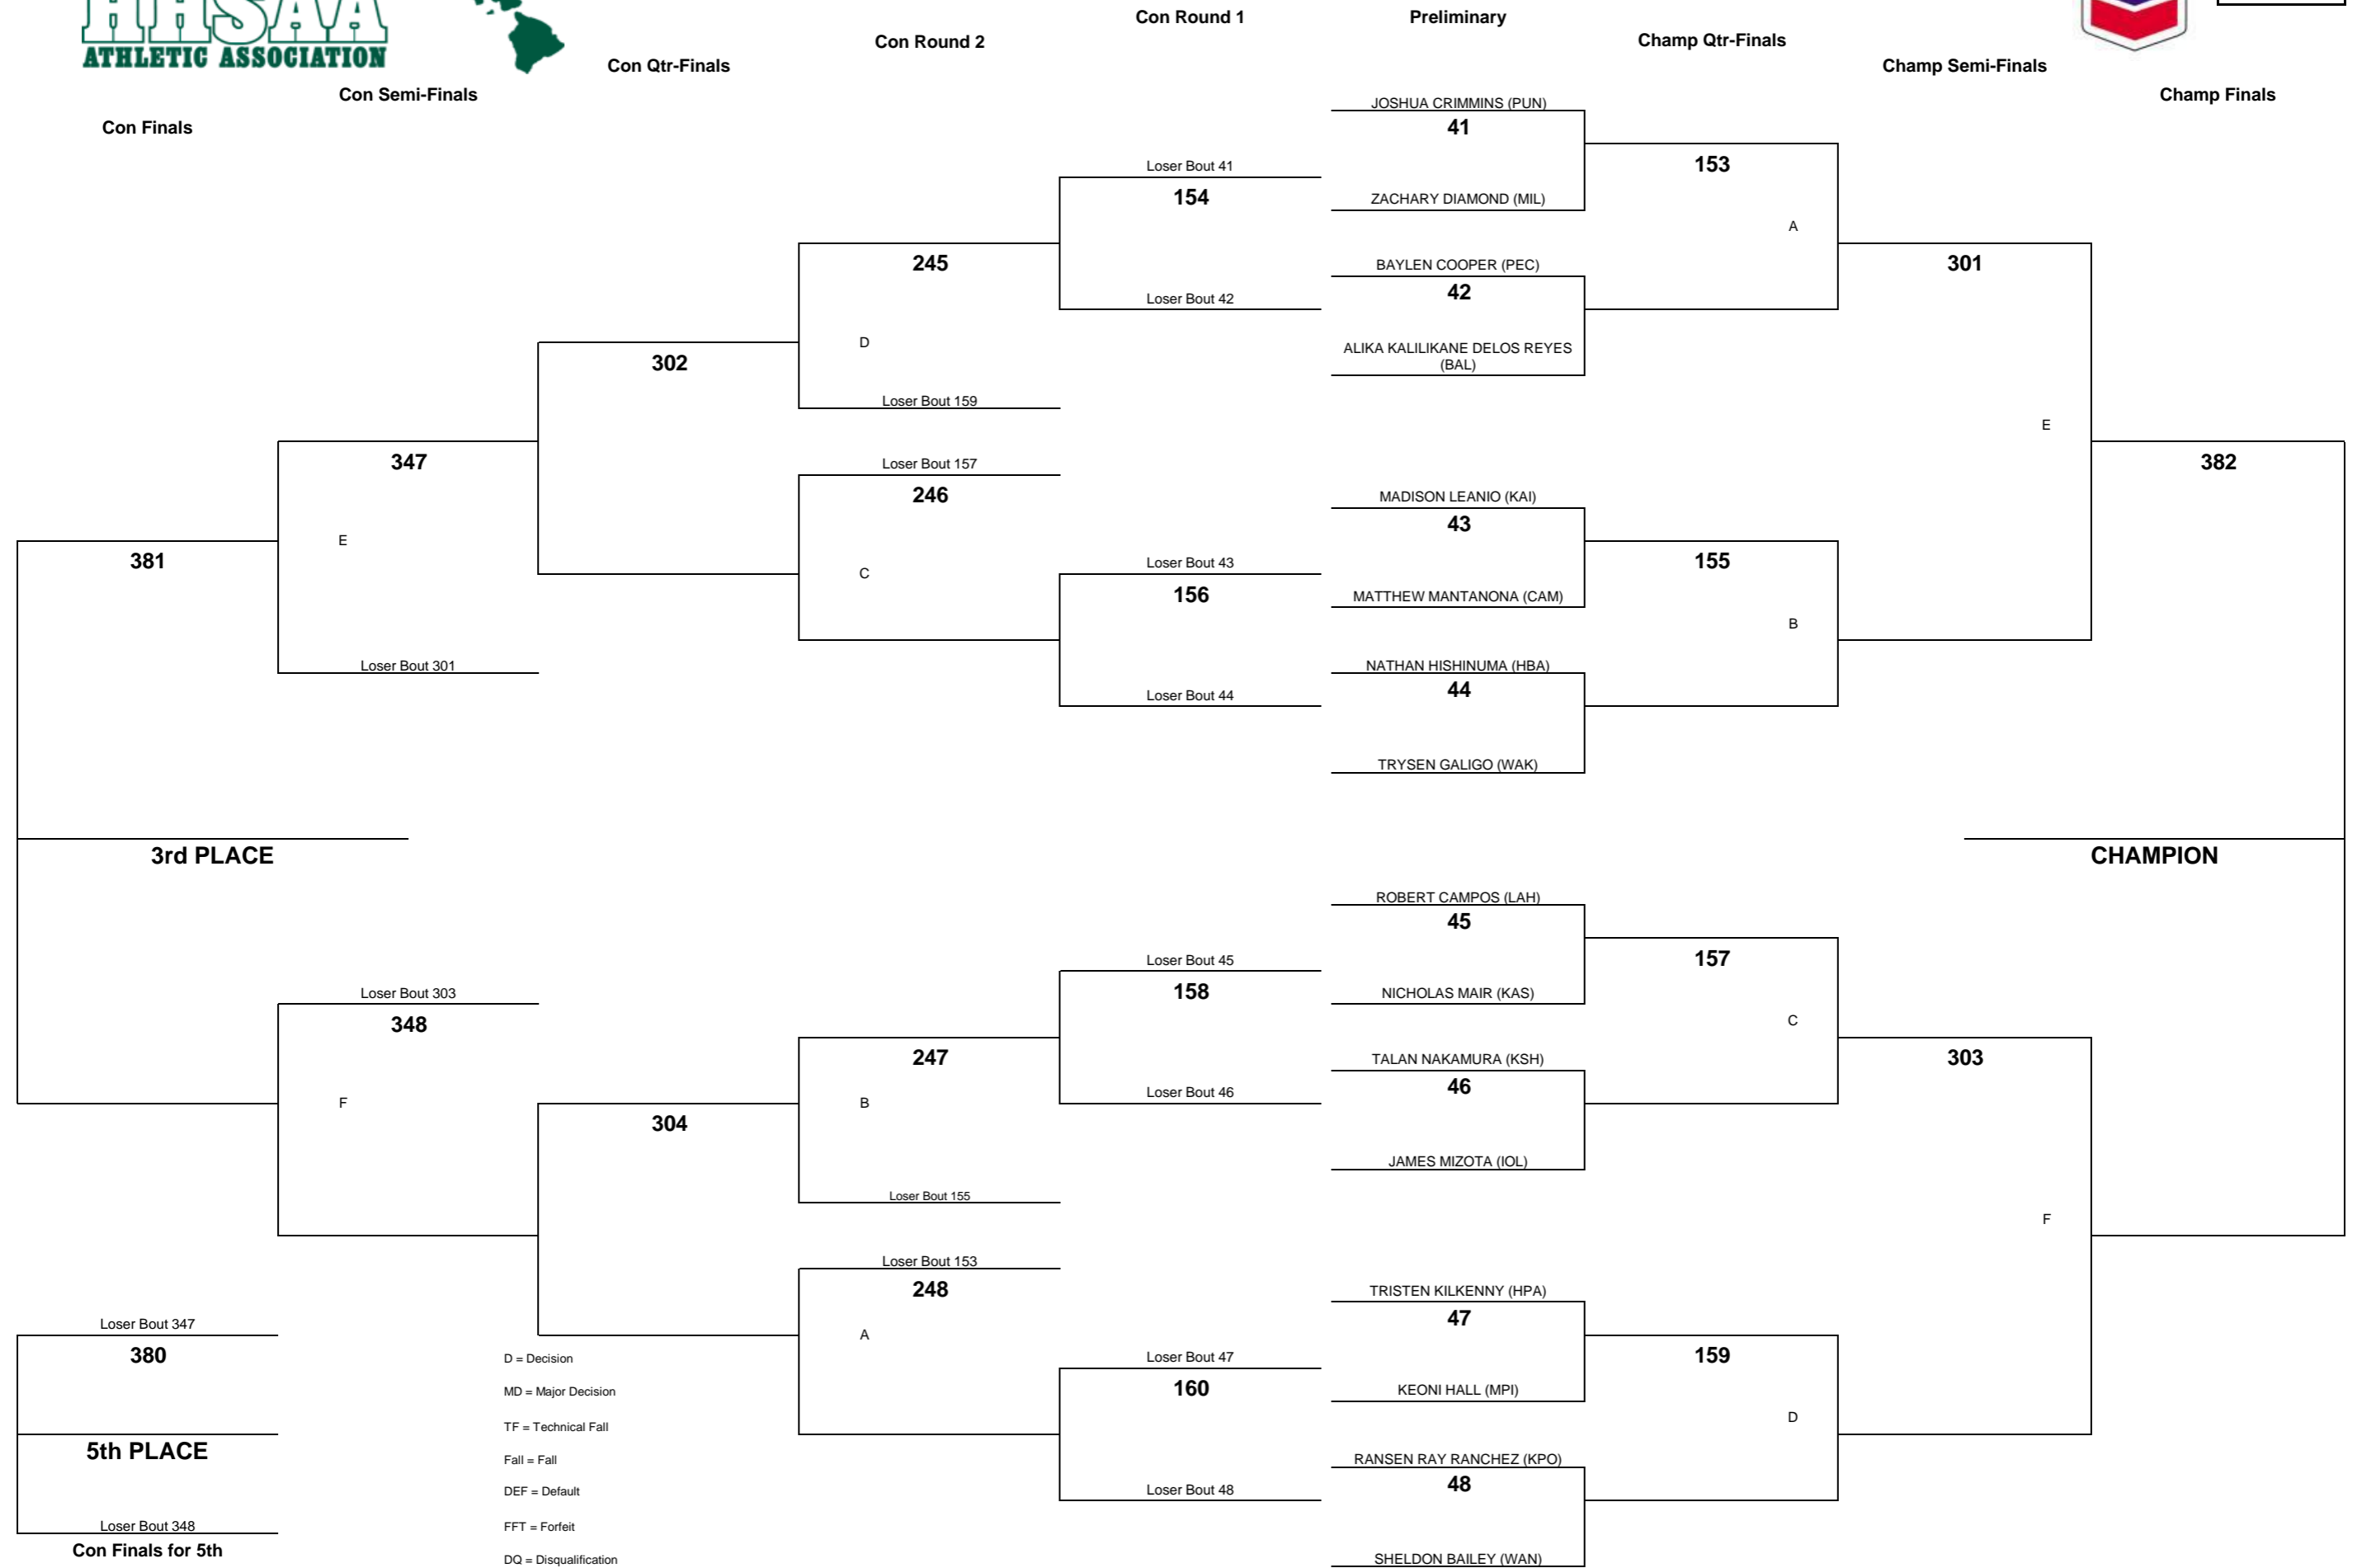 HHSAA
ATHLETIC ASSOCIATION
Con Finals
Con Semi-Finals
Con Qtr-Finals
Con Round 2
Con Round 1
Preliminary
Champ Qtr-Finals
Champ Semi-Finals
Champ Finals
JOSHUA CRIMMINS (PUN)
41
ZACHARY DIAMOND (MIL)
BAYLEN COOPER (PEC)
42
ALIKA KALILIKANE DELOS REYES
(BAL)
MADISON LEANIO (KAI)
43
MATTHEW MANTANONA (CAM)
NATHAN HISHINUMA (HBA)
44
TRYSEN GALIGO (WAK)
ROBERT CAMPOS (LAH)
45
NICHOLAS MAIR (KAS)
TALAN NAKAMURA (KSH)
46
JAMES MIZOTA (IOL)
TRISTEN KILKENNY (HPA)
47
KEONI HALL (MPI)
RANSEN RAY RANCHEZ (KPO)
48
SHELDON BAILEY (WAN)
153
A
155
B
157
C
159
D
301
E
303
F
382
CHAMPION
Loser Bout 41
154
Loser Bout 42
Loser Bout 43
156
Loser Bout 44
Loser Bout 45
158
Loser Bout 46
Loser Bout 47
160
Loser Bout 48
245
D
Loser Bout 159
Loser Bout 157
246
C
247
B
Loser Bout 155
Loser Bout 153
248
A
302
304
347
E
Loser Bout 301
Loser Bout 303
348
F
381
3rd PLACE
Loser Bout 347
380
5th PLACE
Loser Bout 348
Con Finals for 5th
D = Decision
MD = Major Decision
TF = Technical Fall
Fall = Fall
DEF = Default
FFT = Forfeit
DQ = Disqualification